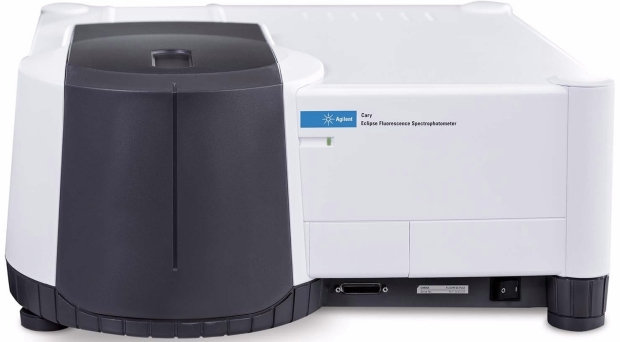 Agilent
Cary
Eclipse Fluorescence Spectrophotometer